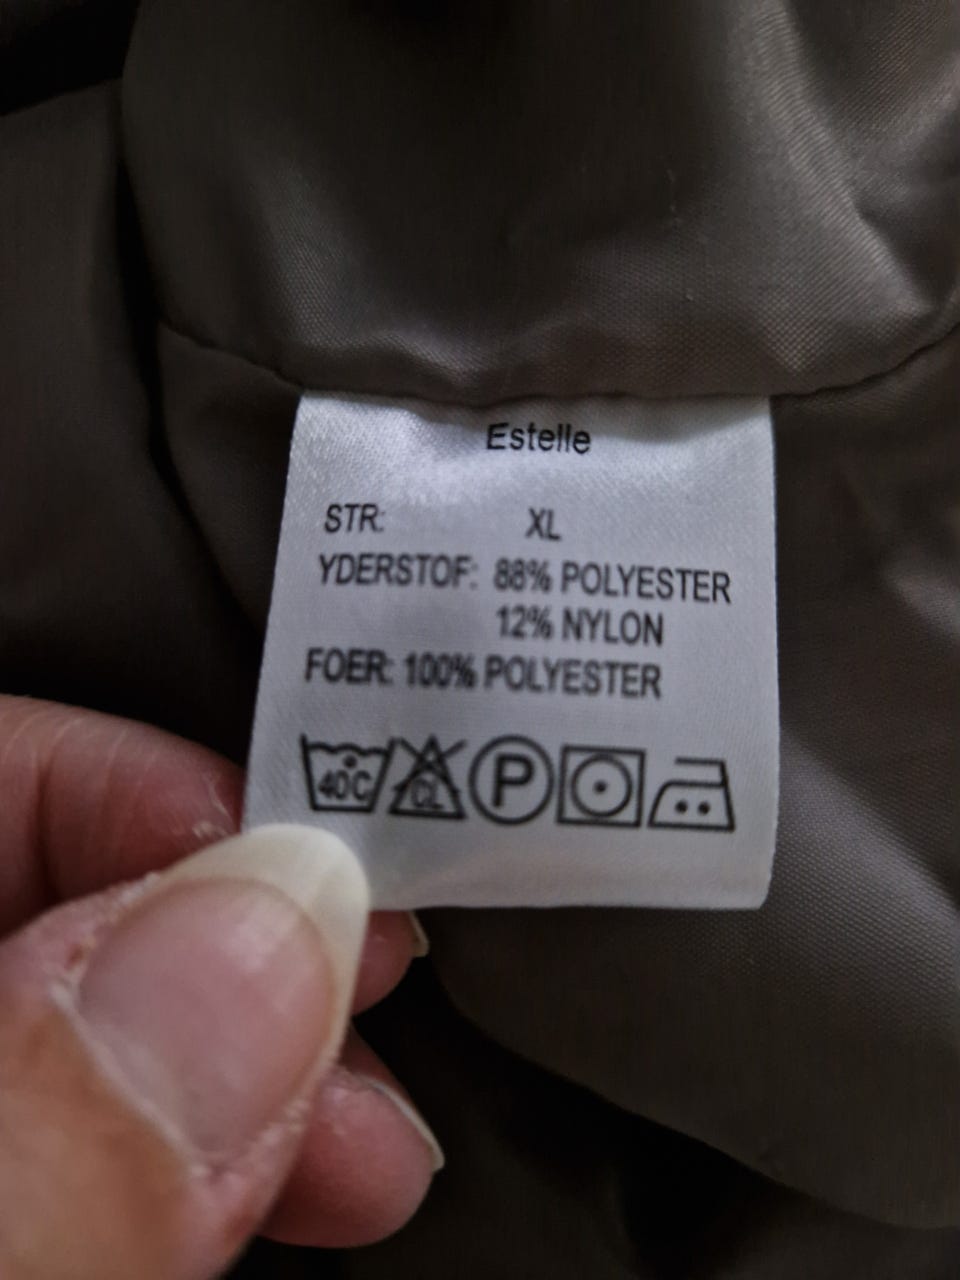 Estelle
STR: XL
YDERSTOF: 88% POLYESTER
12% NYLON
FOER: 100% POLYESTER
40C CL P